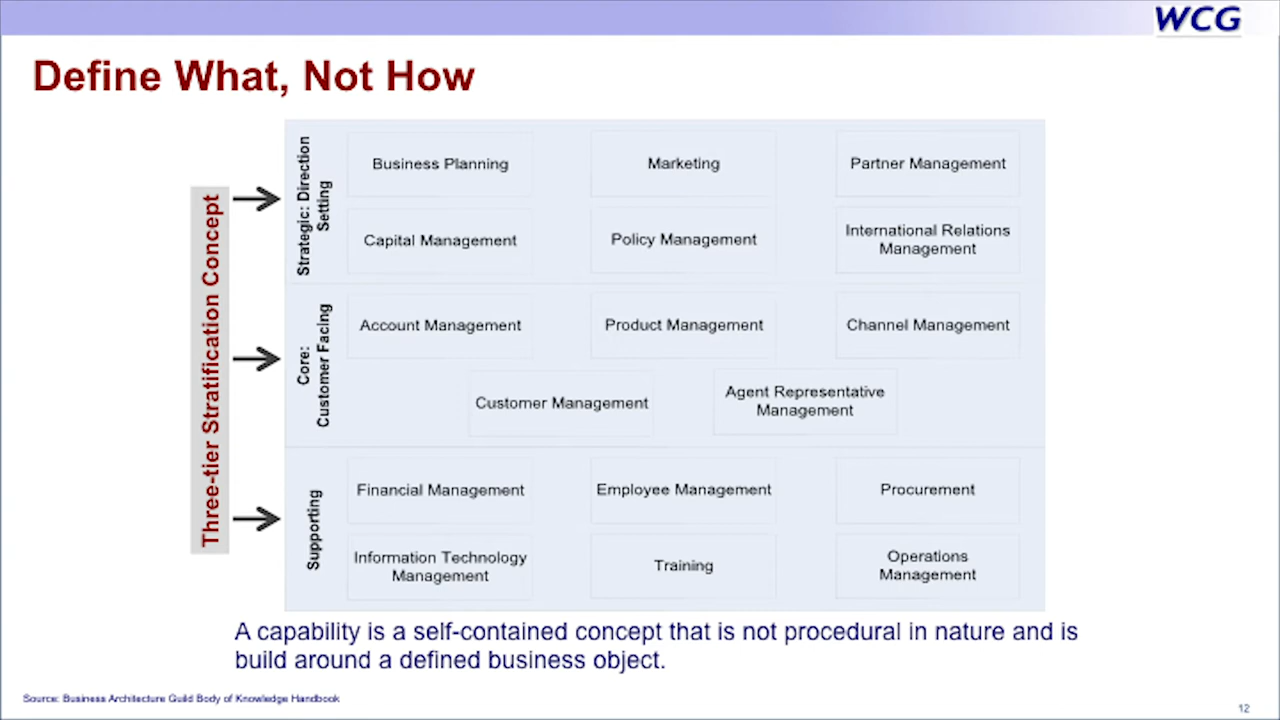 WCG
Define What, Not How
Three-tier Stratification Concept
Strategic: Direction
Setting
Business Planning
Marketing
Partner Management
Capital Management
Policy Management
International Relations
Management
Core:
Customer Facing
Account Management
Product Management
Channel Management
Customer Management
Agent Representative
Management
Supporting
Financial Management
Employee Management
Procurement
Information Technology
Management
Training
Operations
Management
A capability is a self-contained concept that is not procedural in nature and is
build around a defined business object.
Source: Business Architecture Guild Body of Knowledge Handbook
12